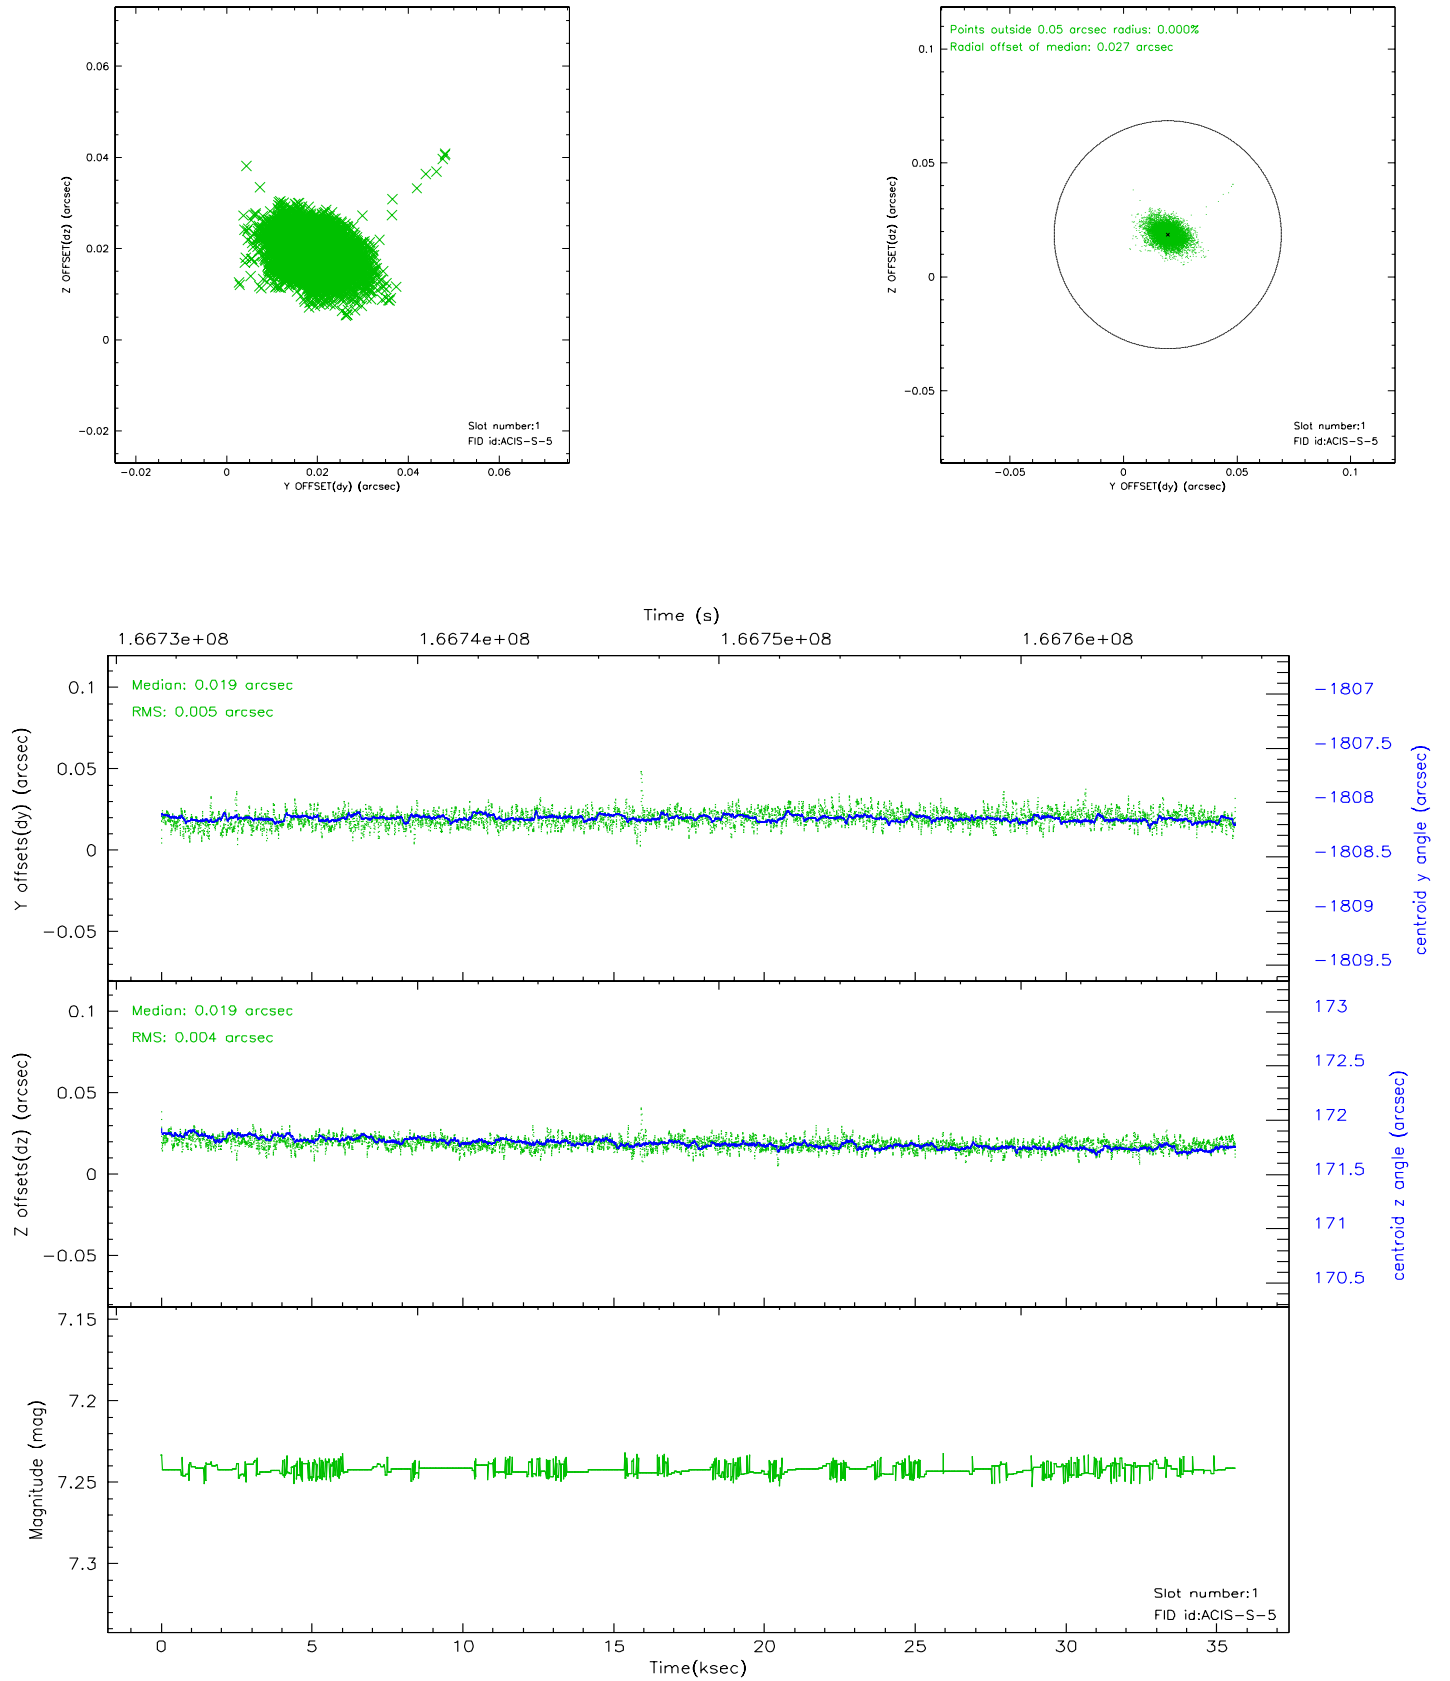 0.06
0.04
0.02
0
−0.02
Z OFFSET(dz) (arcsec)
Slot number:1
FID id:ACIS−S−5
−0.02 0 0.02 0.04 0.06
Y OFFSET(dy) (arcsec)
Points outside 0.05 arcsec radius: 0.000%
Radial offset of median: 0.027 arcsec
0.1
0.05
0
−0.05
Z OFFSET(dz) (arcsec)
Slot number:1
FID id:ACIS−S−5
−0.05 0 0.05 0.1
Y OFFSET(dy) (arcsec)
Time (s)
1.6673e+08 1.6674e+08 1.6675e+08 1.6676e+08
Median: 0.019 arcsec
RMS: 0.005 arcsec
0.1
0.05
0
−0.05
Y offsets(dy) (arcsec)
−1807
−1807.5
−1808
−1808.5
−1809
−1809.5
centroid y angle (arcsec)
Median: 0.019 arcsec
RMS: 0.004 arcsec
0.1
0.05
0
−0.05
Z offsets(dz) (arcsec)
173
172.5
172
171.5
171
170.5
centroid z angle (arcsec)
7.15
7.2
7.25
7.3
Magnitude (mag)
Slot number:1
FID id:ACIS−S−5
0 5 10 15 20 25 30 35
Time(ksec)